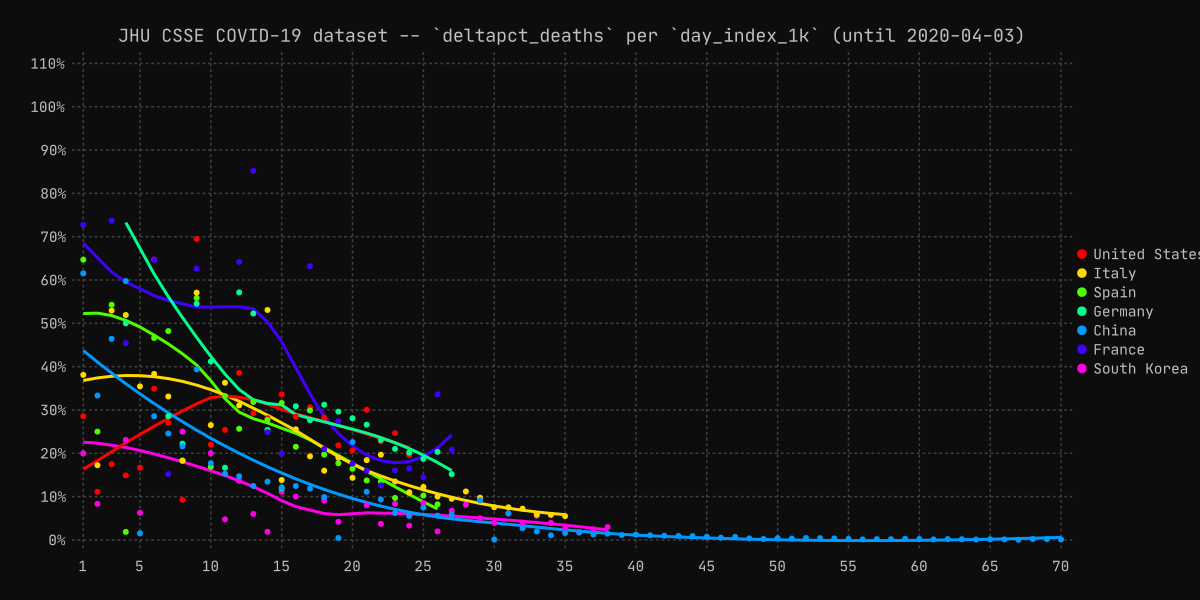 JHU CSSE COVID-19 dataset -- `deltapct_deaths` per `day_index_1k` (until 2020-04-03)
110%
100%
90%
80%
70%
60%
50%
40%
30%
20%
10%
0%
1 5 10 15 20 25 30 35 40 45 50 55 60 65 70
United States
Italy
Spain
Germany
China
France
South Korea